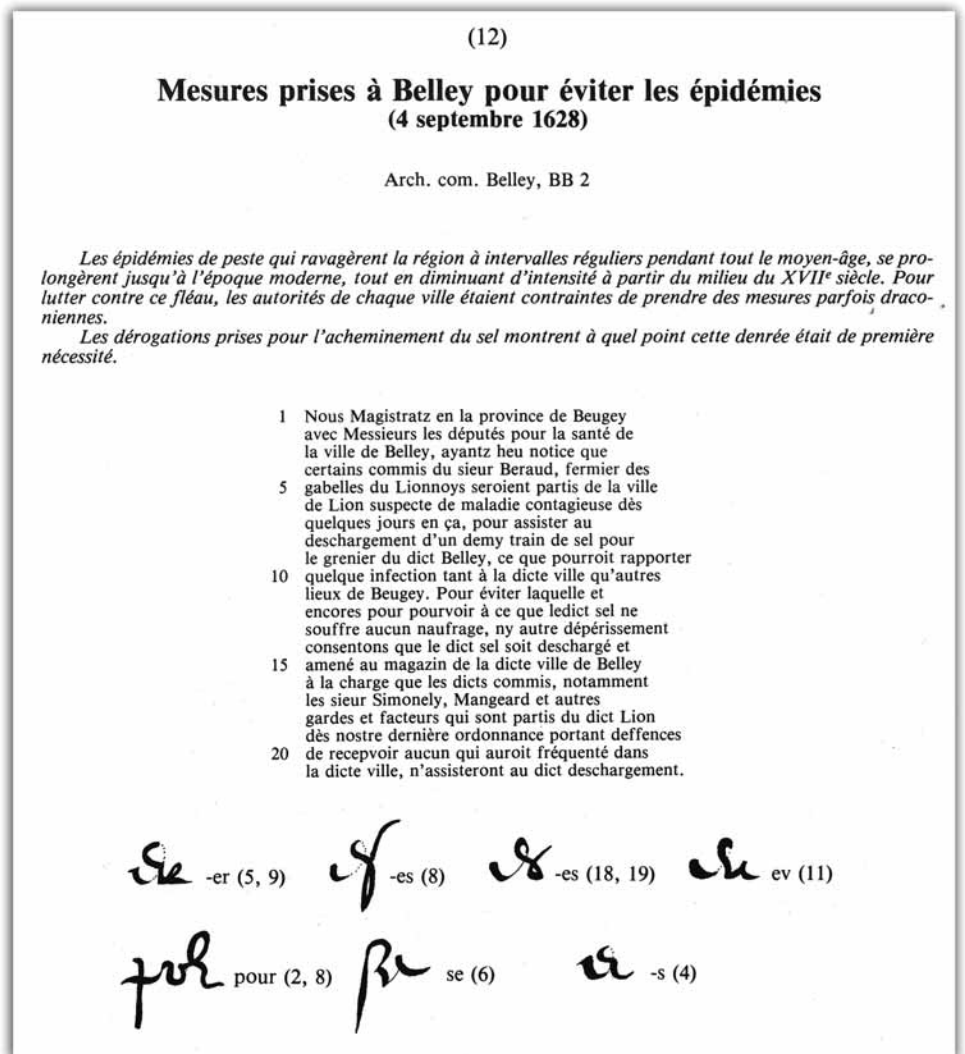 (12)
Mesures prises à Belley pour éviter les épidémies
(4 septembre 1628)
Arch. com. Belley, BB 2
Les épidémies de peste qui ravagèrent la région à intervalles réguliers pendant tout le moyen-âge, se pro-
longèrent jusqu'à l'époque moderne, tout en diminuant d'intensité à partir du milieu du XVIIe siècle. Pour
lutter contre ce fléau, les autorités de chaque ville étaient contraintes de prendre des mesures parfois draco-
niennes.
Les dérogations prises pour l'acheminement du sel montrent à quel point cette denrée était de première
nécessité.
1 Nous Magistratz en la province de Beugey
avec Messieurs les députés pour la santé de
la ville de Belley, ayantz heu notice que
certains commis du sieur Beraud, fermier des
5 gabelles du Lionnoys seroient partis de la ville
de Lion suspecte de maladie contagieuse dès
quelques jours en ça, pour assister au
deschargement d'un demy train de sel pour
le grenier du dict Belley, ce que pourroit rapporter
10 quelque infection tant à la dicte ville qu'autres
lieux de Beugey. Pour éviter laquelle et
encores pour pourvoir à ce que ledict sel ne
souffre aucun naufrage, ny autre dépérissement
consentons que le dict sel soit deschargé et
15 amené au magazin de la dicte ville de Belley
à la charge que les dicts commis, notamment
les sieur Simonely, Mangeard et autres
gardes et facteurs qui sont partis du dict Lion
dès nostre dernière ordonnance portant deffences
20 de recepvoir aucun qui auroit fréquenté dans
la dicte ville, n'assisteront au dict deschargement.
-er (5, 9) -es (8) -es (18, 19) ev (11)
pour (2, 8) se (6) -s (4)